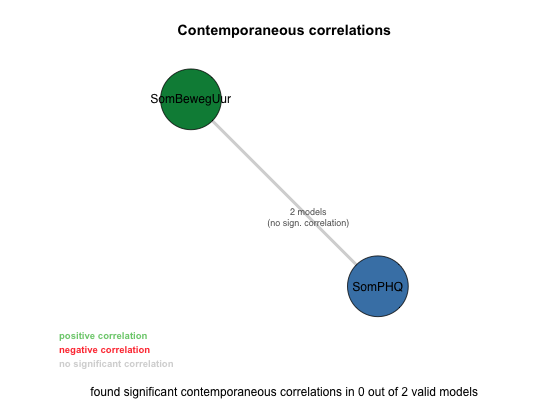 Contemporaneous correlations
SomBewegUur
2 models
(no sign. correlation)
SomPHQ
positive correlation
negative correlation
no significant correlation
found significant contemporaneous correlations in 0 out of 2 valid models